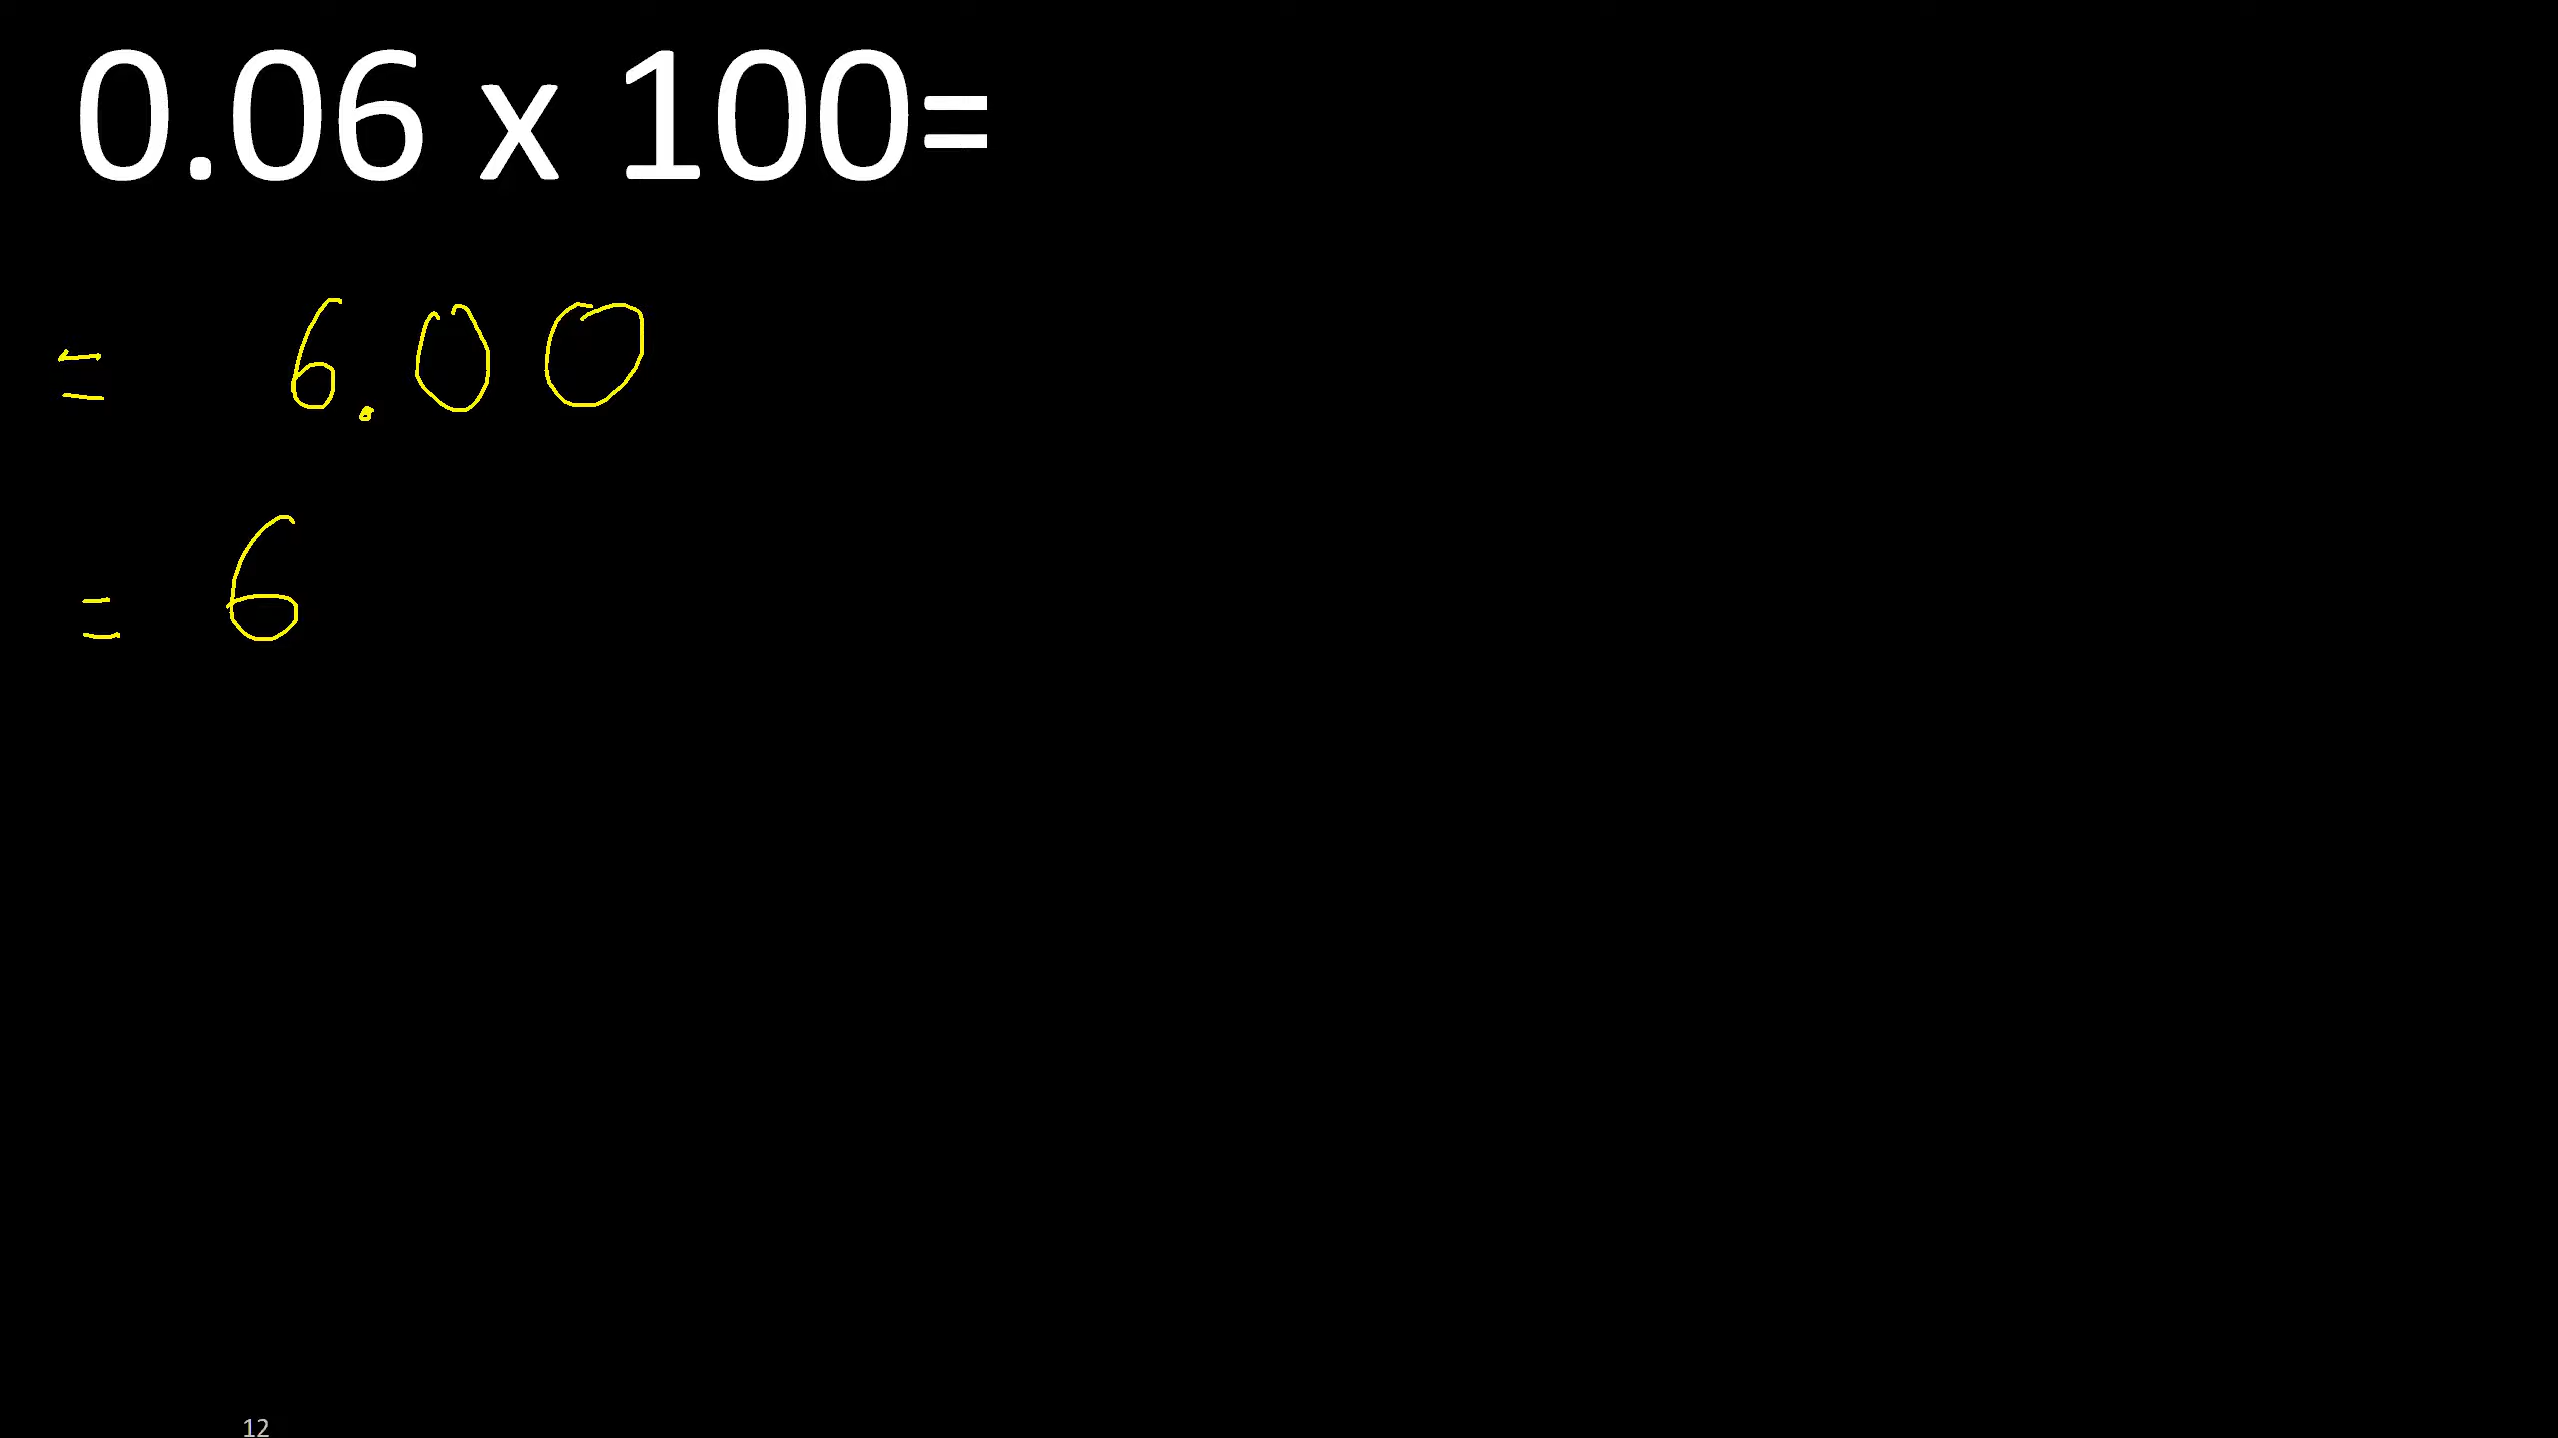 0.06 x 100=
= 6.00
= 6
12